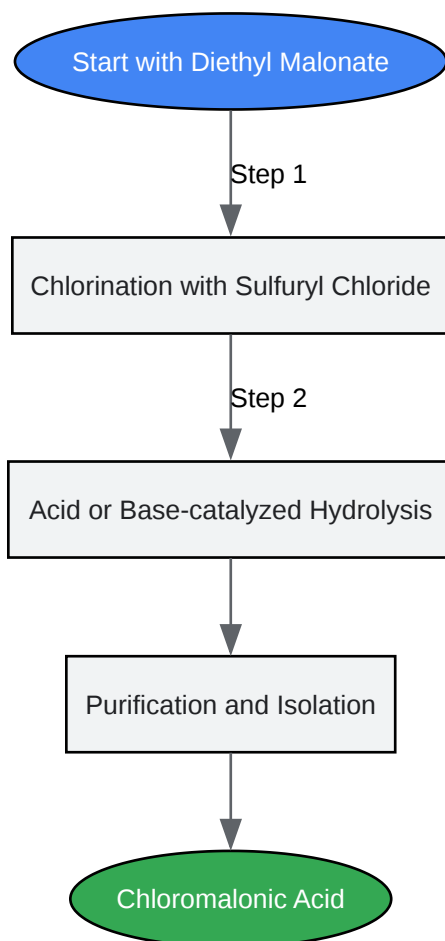 Start with Diethyl Malonate
Step 1
Chlorination with Sulfuryl Chloride
Step 2
Acid or Base-catalyzed Hydrolysis
Purification and Isolation
Chloromalonic Acid